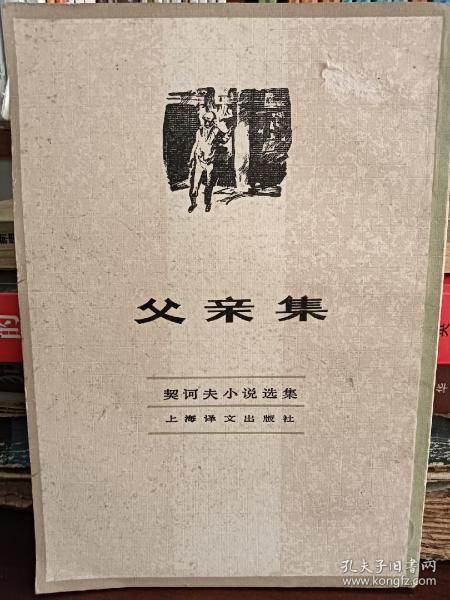 父亲集
契诃夫小说选集
上海译文出版社
的
孔夫子旧书网
www.kongfz.com